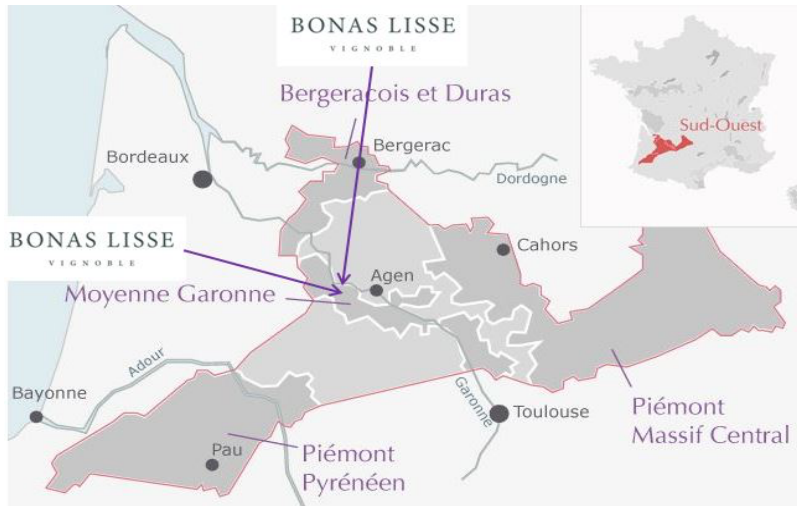 BONAS LISSE
VIGNOBLE
Bergeracois et Duras
Sud-Ouest
Bordeaux
Bergerac
Dordogne
BONAS LISSE
VIGNOBLE
Cahors
Agen
Moyenne Garonne
Adour
Bayonne
Garonne
Toulouse
Piémont
Massif Central
Pau
Piémont
Pyrénéen